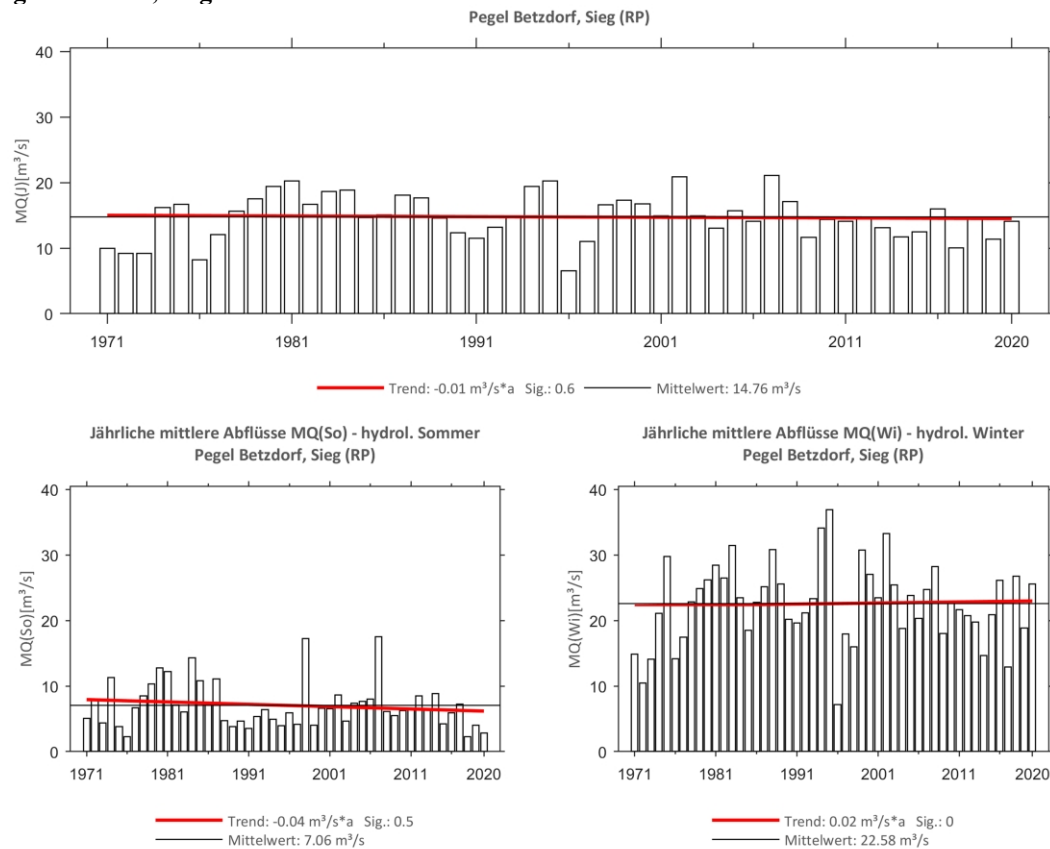 Pegel Betzdorf, Sieg (RP)
MQ(J)[m³/s]
40
30
20
10
0
1971 1981 1991 2001 2011 2020
Trend: -0.01 m³/s*a Sig.: 0.6 Mittelwert: 14.76 m³/s
Jährliche mittlere Abflüsse MQ(So) - hydrol. Sommer
Pegel Betzdorf, Sieg (RP)
MQ(So)[m³/s]
40
30
20
10
0
1971 1981 1991 2001 2011 2020
Trend: -0.04 m³/s*a Sig.: 0.5
Mittelwert: 7.06 m³/s
Jährliche mittlere Abflüsse MQ(Wi) - hydrol. Winter
Pegel Betzdorf, Sieg (RP)
MQ(Wi)[m³/s]
40
30
20
10
0
1971 1981 1991 2001 2011 2020
Trend: 0.02 m³/s*a Sig.: 0
Mittelwert: 22.58 m³/s